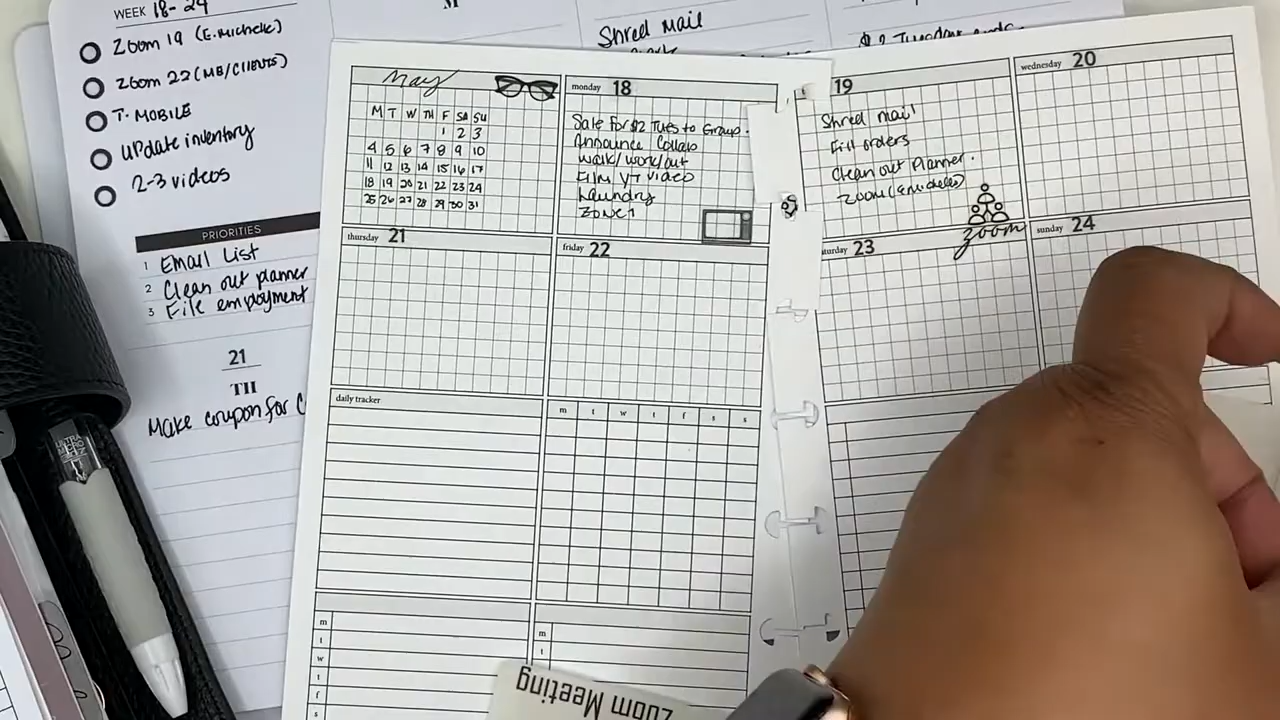 WEEK 18-24
Zoom 19 (E.Michelle)
Zoom 22 (MB/Clients)
T-MOBILE
update inventory
2-3 videos
PRIORITIES
1 Email List
2 Clean out planner
3 File employment
21
TH
Make coupon for C
M
Shred Mail
$2 Tuesday
May
M T W TH F SA SU
1 2 3
4 5 6 7 8 9 10
11 12 13 14 15 16 17
18 19 20 21 22 23 24
25 26 27 28 29 30 31
monday 18
Sale for $2 Tues to Group.
Announce Collab
Walk/workout
Film YT video
Laundry
Zone 1
19
Shred mail
Fill orders
Clean out Planner.
Zoom (E.michelle)
zoom
wednesday 20
thursday 21
friday 22
aturday 23
sunday 24
daily tracker
m t w t f s s
m
t
w
t
f
s
m
t
Zoom Meeting